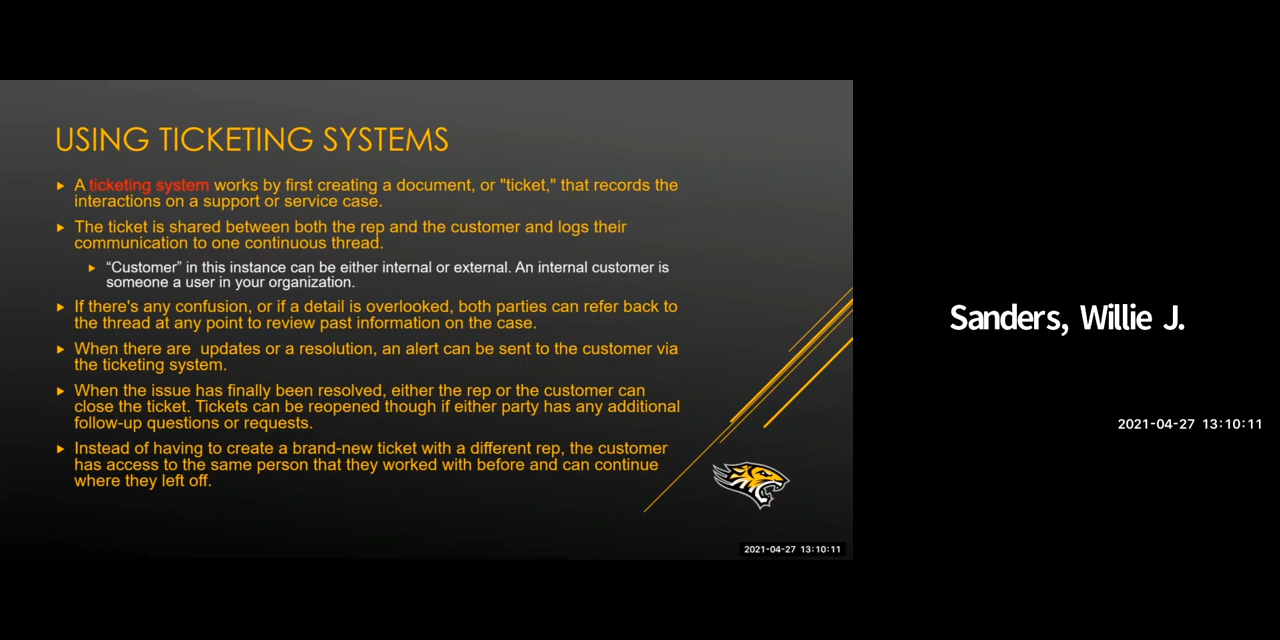 USING TICKETING SYSTEMS
A ticketing system works by first creating a document, or "ticket," that records the
interactions on a support or service case.
The ticket is shared between both the rep and the customer and logs their
communication to one continuous thread.
“Customer” in this instance can be either internal or external. An internal customer is
someone a user in your organization.
If there's any confusion, or if a detail is overlooked, both parties can refer back to
the thread at any point to review past information on the case.
When there are  updates or a resolution, an alert can be sent to the customer via
the ticketing system.
When the issue has finally been resolved, either the rep or the customer can
close the ticket. Tickets can be reopened though if either party has any additional
follow-up questions or requests.
Instead of having to create a brand-new ticket with a different rep, the customer
has access to the same person that they worked with before and can continue
where they left off.
2021-04-27 13:10:11
Sanders, Willie J.
2021-04-27 13:10:11